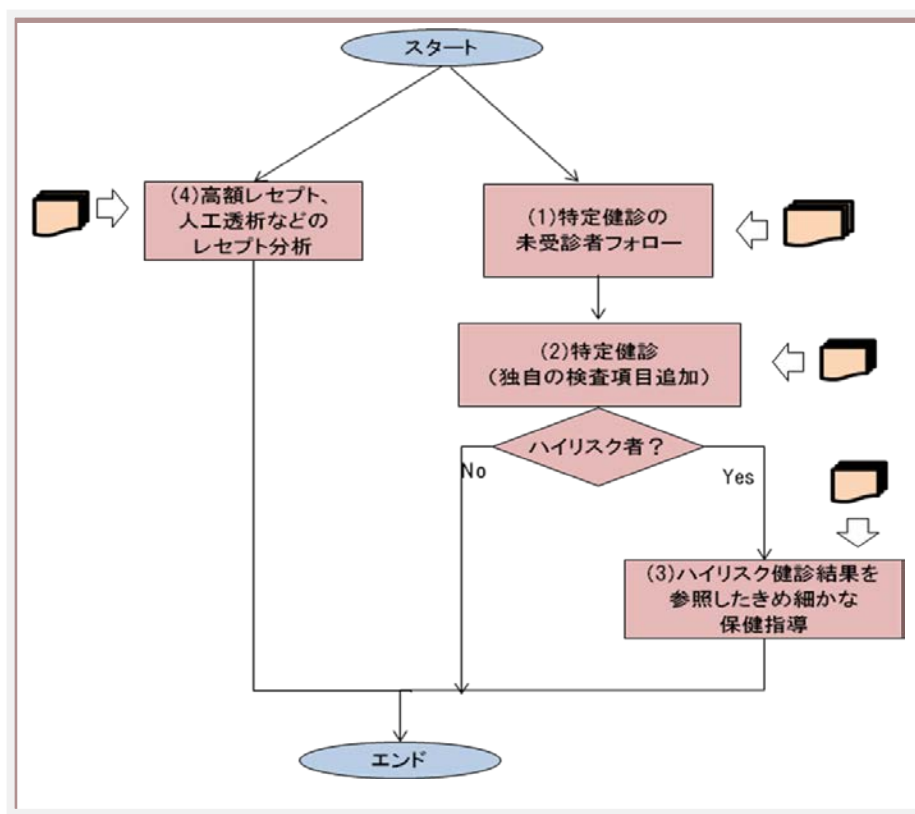 スタート
(4)高額レセプト、
人工透析などの
レセプト分析
(1)特定健診の
未受診者フォロー
(2)特定健診
(独自の検査項目追加)
ハイリスク者？
No
Yes
(3)ハイリスク健診結果を
参照したきめ細かな
保健指導
エンド